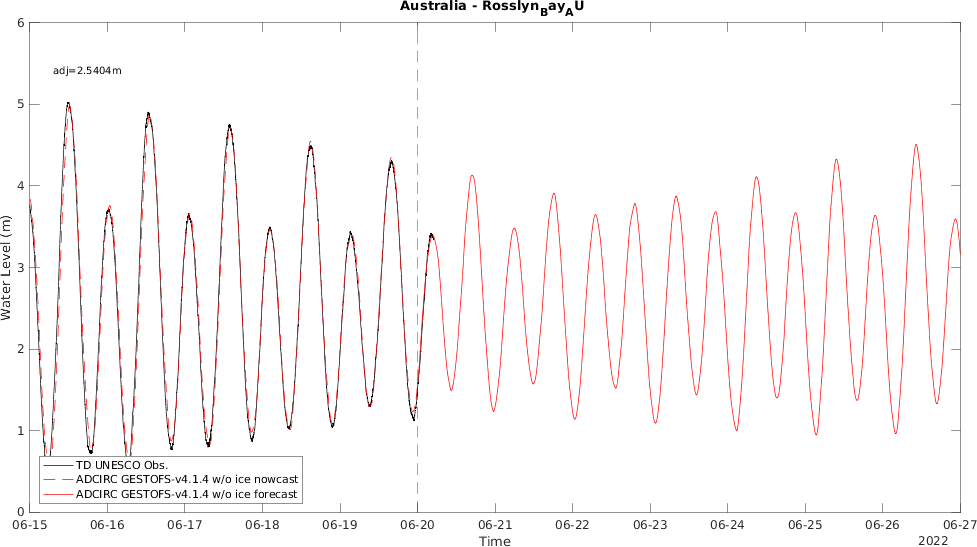 Australia - Rosslyn_Bay_AU
6
adj=2.5404m
5
4
3
2
1
0
Water Level (m)
TD UNESCO Obs.
ADCIRC GESTOFS-v4.1.4 w/o ice nowcast
ADCIRC GESTOFS-v4.1.4 w/o ice forecast
06-15 06-16 06-17 06-18 06-19 06-20 06-21 06-22 06-23 06-24 06-25 06-26 06-27
Time
2022